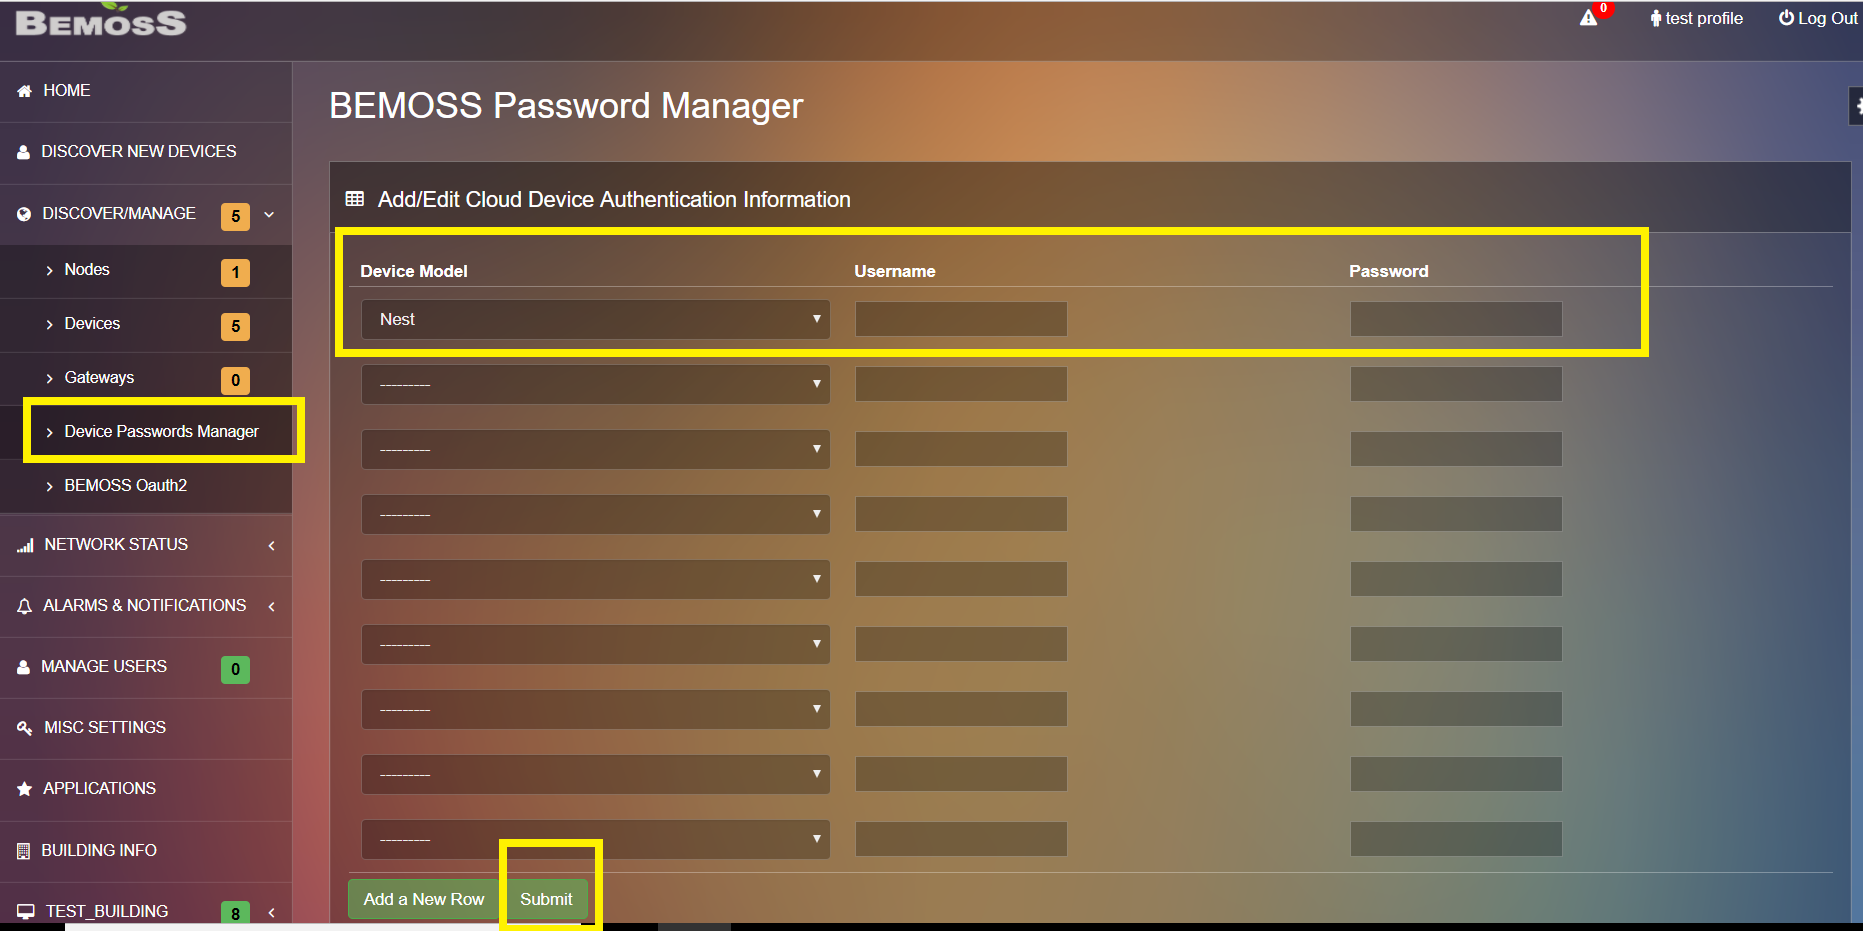 BEMOSS
0
test profile
Log Out
HOME
DISCOVER NEW DEVICES
DISCOVER/MANAGE 5
Nodes 1
Devices 5
Gateways 0
Device Passwords Manager
BEMOSS Oauth2
NETWORK STATUS
ALARMS & NOTIFICATIONS
MANAGE USERS 0
MISC SETTINGS
APPLICATIONS
BUILDING INFO
TEST_BUILDING 8
BEMOSS Password Manager
Add/Edit Cloud Device Authentication Information
Device Model Username Password
Nest
---------
---------
---------
---------
---------
---------
---------
---------
Add a New Row Submit